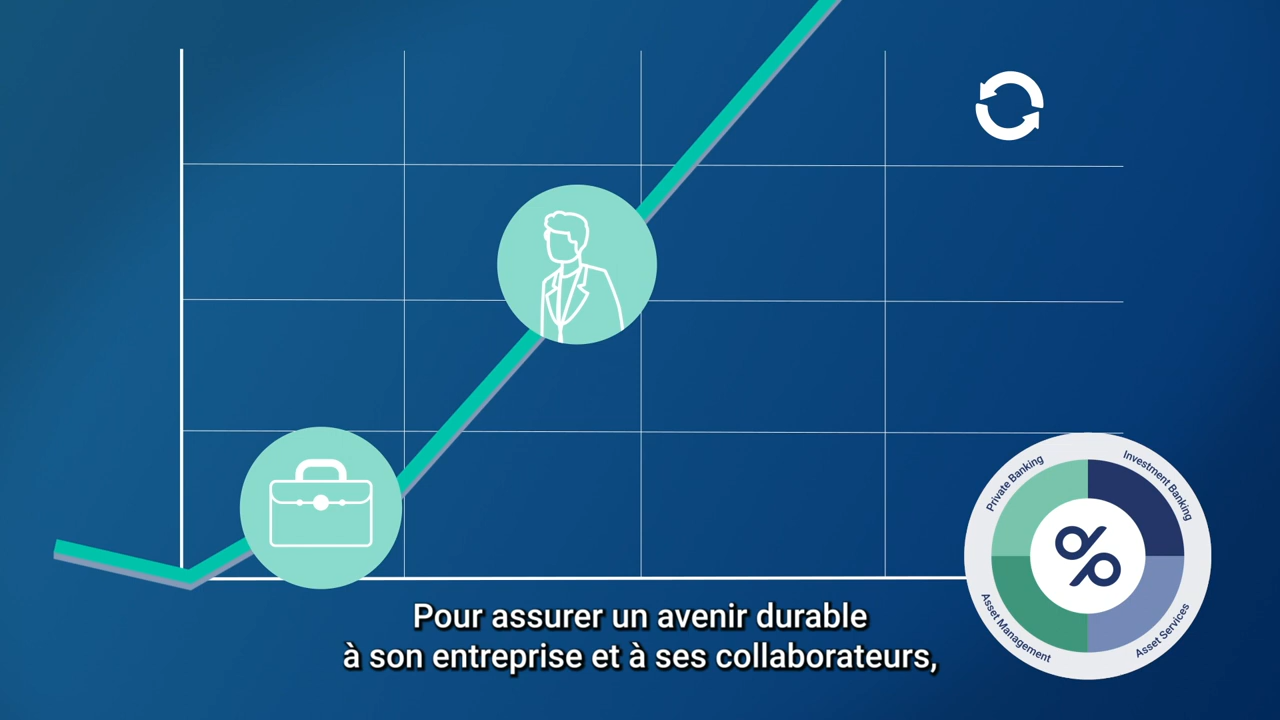 Private Banking
Investment Banking
%
Asset Management
Asset Services
Pour assurer un avenir durable
à son entreprise et à ses collaborateurs,